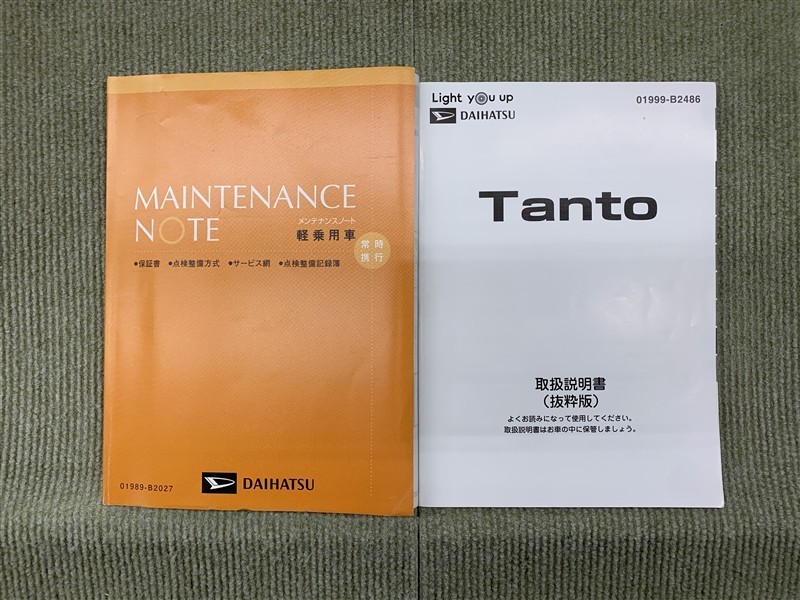 MAINTENANCE
NOTE
メンテナンスノート
軽乗用車
常時
携行
●保証書 ●点検整備方式 ●サービス網 ●点検整備記録簿
01989-B2027
DAIHATSU
Light you up
DAIHATSU
01999-B2486
Tanto
取扱説明書
（抜粋版）
よくお読みになって使用してください。
取扱説明書はお車の中に保管しましょう。